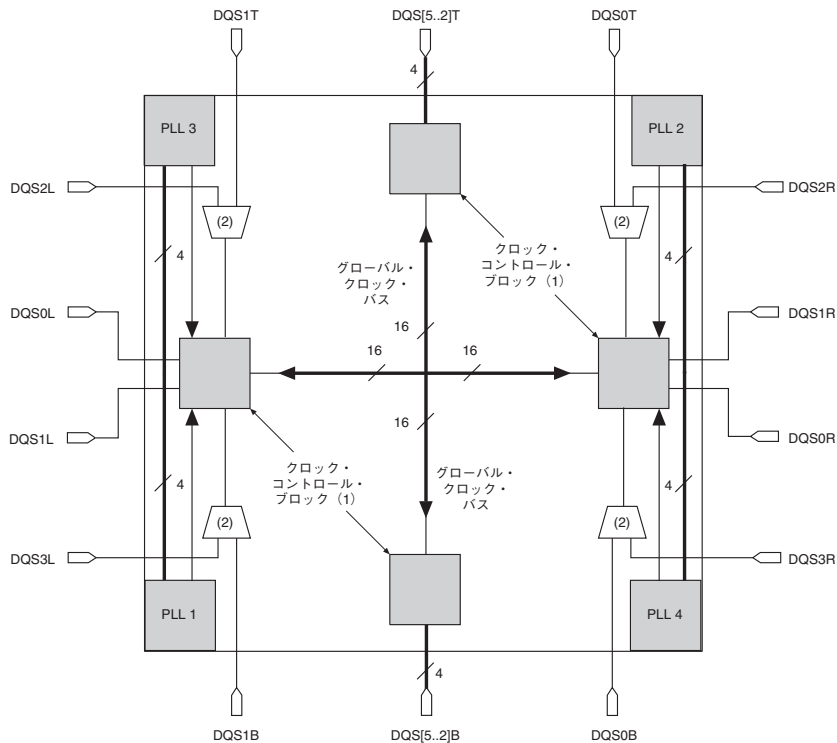 DQS1T
DQS[5..2]T
DQS0T
4
PLL 3
PLL 2
DQS2L
DQS2R
(2)
(2)
クロック・
コントロール・
ブロック（1）
4
4
グローバル・
クロック・
バス
DQS0L
DQS1R
16
16
16
16
DQS1L
DQS0R
クロック・
コントロール・
ブロック（1）
グローバル・
クロック・
バス
4
4
(2)
(2)
DQS3L
DQS3R
PLL 1
PLL 4
4
DQS1B
DQS[5..2]B
DQS0B